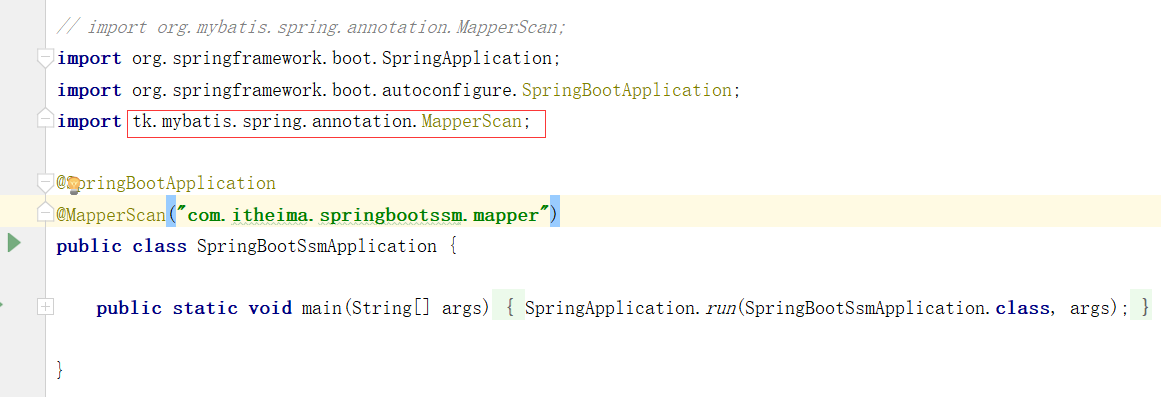 // import org.mybatis.spring.annotation.MapperScan;
import org.springframework.boot.SpringApplication;
import org.springframework.boot.autoconfigure.SpringBootApplication;
import tk.mybatis.spring.annotation.MapperScan;
@SpringBootApplication
@MapperScan("com.itheima.springbootssm.mapper")
public class SpringBootSsmApplication {
public static void main(String[] args) { SpringApplication.run(SpringBootSsmApplication.class, args); }
}